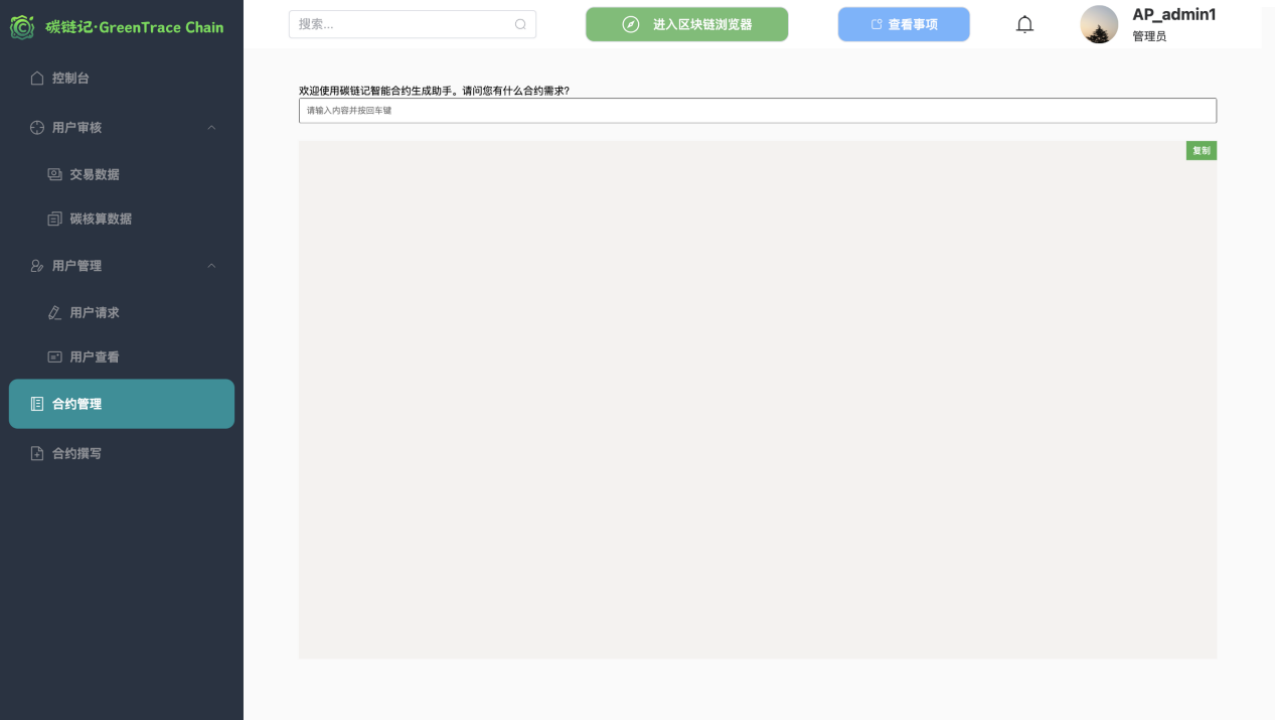 碳链记·GreenTrace Chain
控制台
用户审核
交易数据
碳核算数据
用户管理
用户请求
用户查看
合约管理
合约撰写
搜索...
进入区块链浏览器
查看事项
AP_admin1
管理员
欢迎使用碳链记智能合约生成助手。请问您有什么合约需求?
请输入内容并按回车键
复制